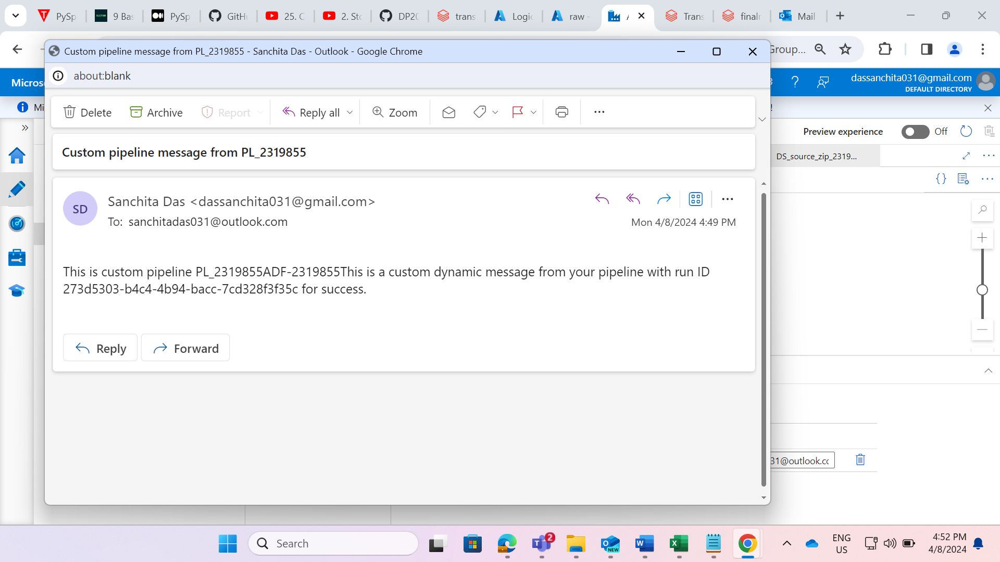 PySp
9 Bas
PySp
GitHu
25. C
2. Sto
DP20
trans
Logic
raw -
Trans
finalr
Mail
Custom pipeline message from PL_2319855 - Sanchita Das - Outlook - Google Chrome
Group...
about:blank
Micros
dassanchita031@gmail.com
DEFAULT DIRECTORY
Mi
Delete
Archive
Report
Reply all
Zoom
Preview experience
Off
Custom pipeline message from PL_2319855
DS_source_zip_2319...
SD
Sanchita Das <dassanchita031@gmail.com>
To: sanchitadas031@outlook.com
Mon 4/8/2024 4:49 PM
This is custom pipeline PL_2319855ADF-2319855This is a custom dynamic message from your pipeline with run ID
273d5303-b4c4-4b94-bacc-7cd328f3f35c for success.
Reply
Forward
31@outlook.cc
Search
2
NEW
ENG
US
4:52 PM
4/8/2024